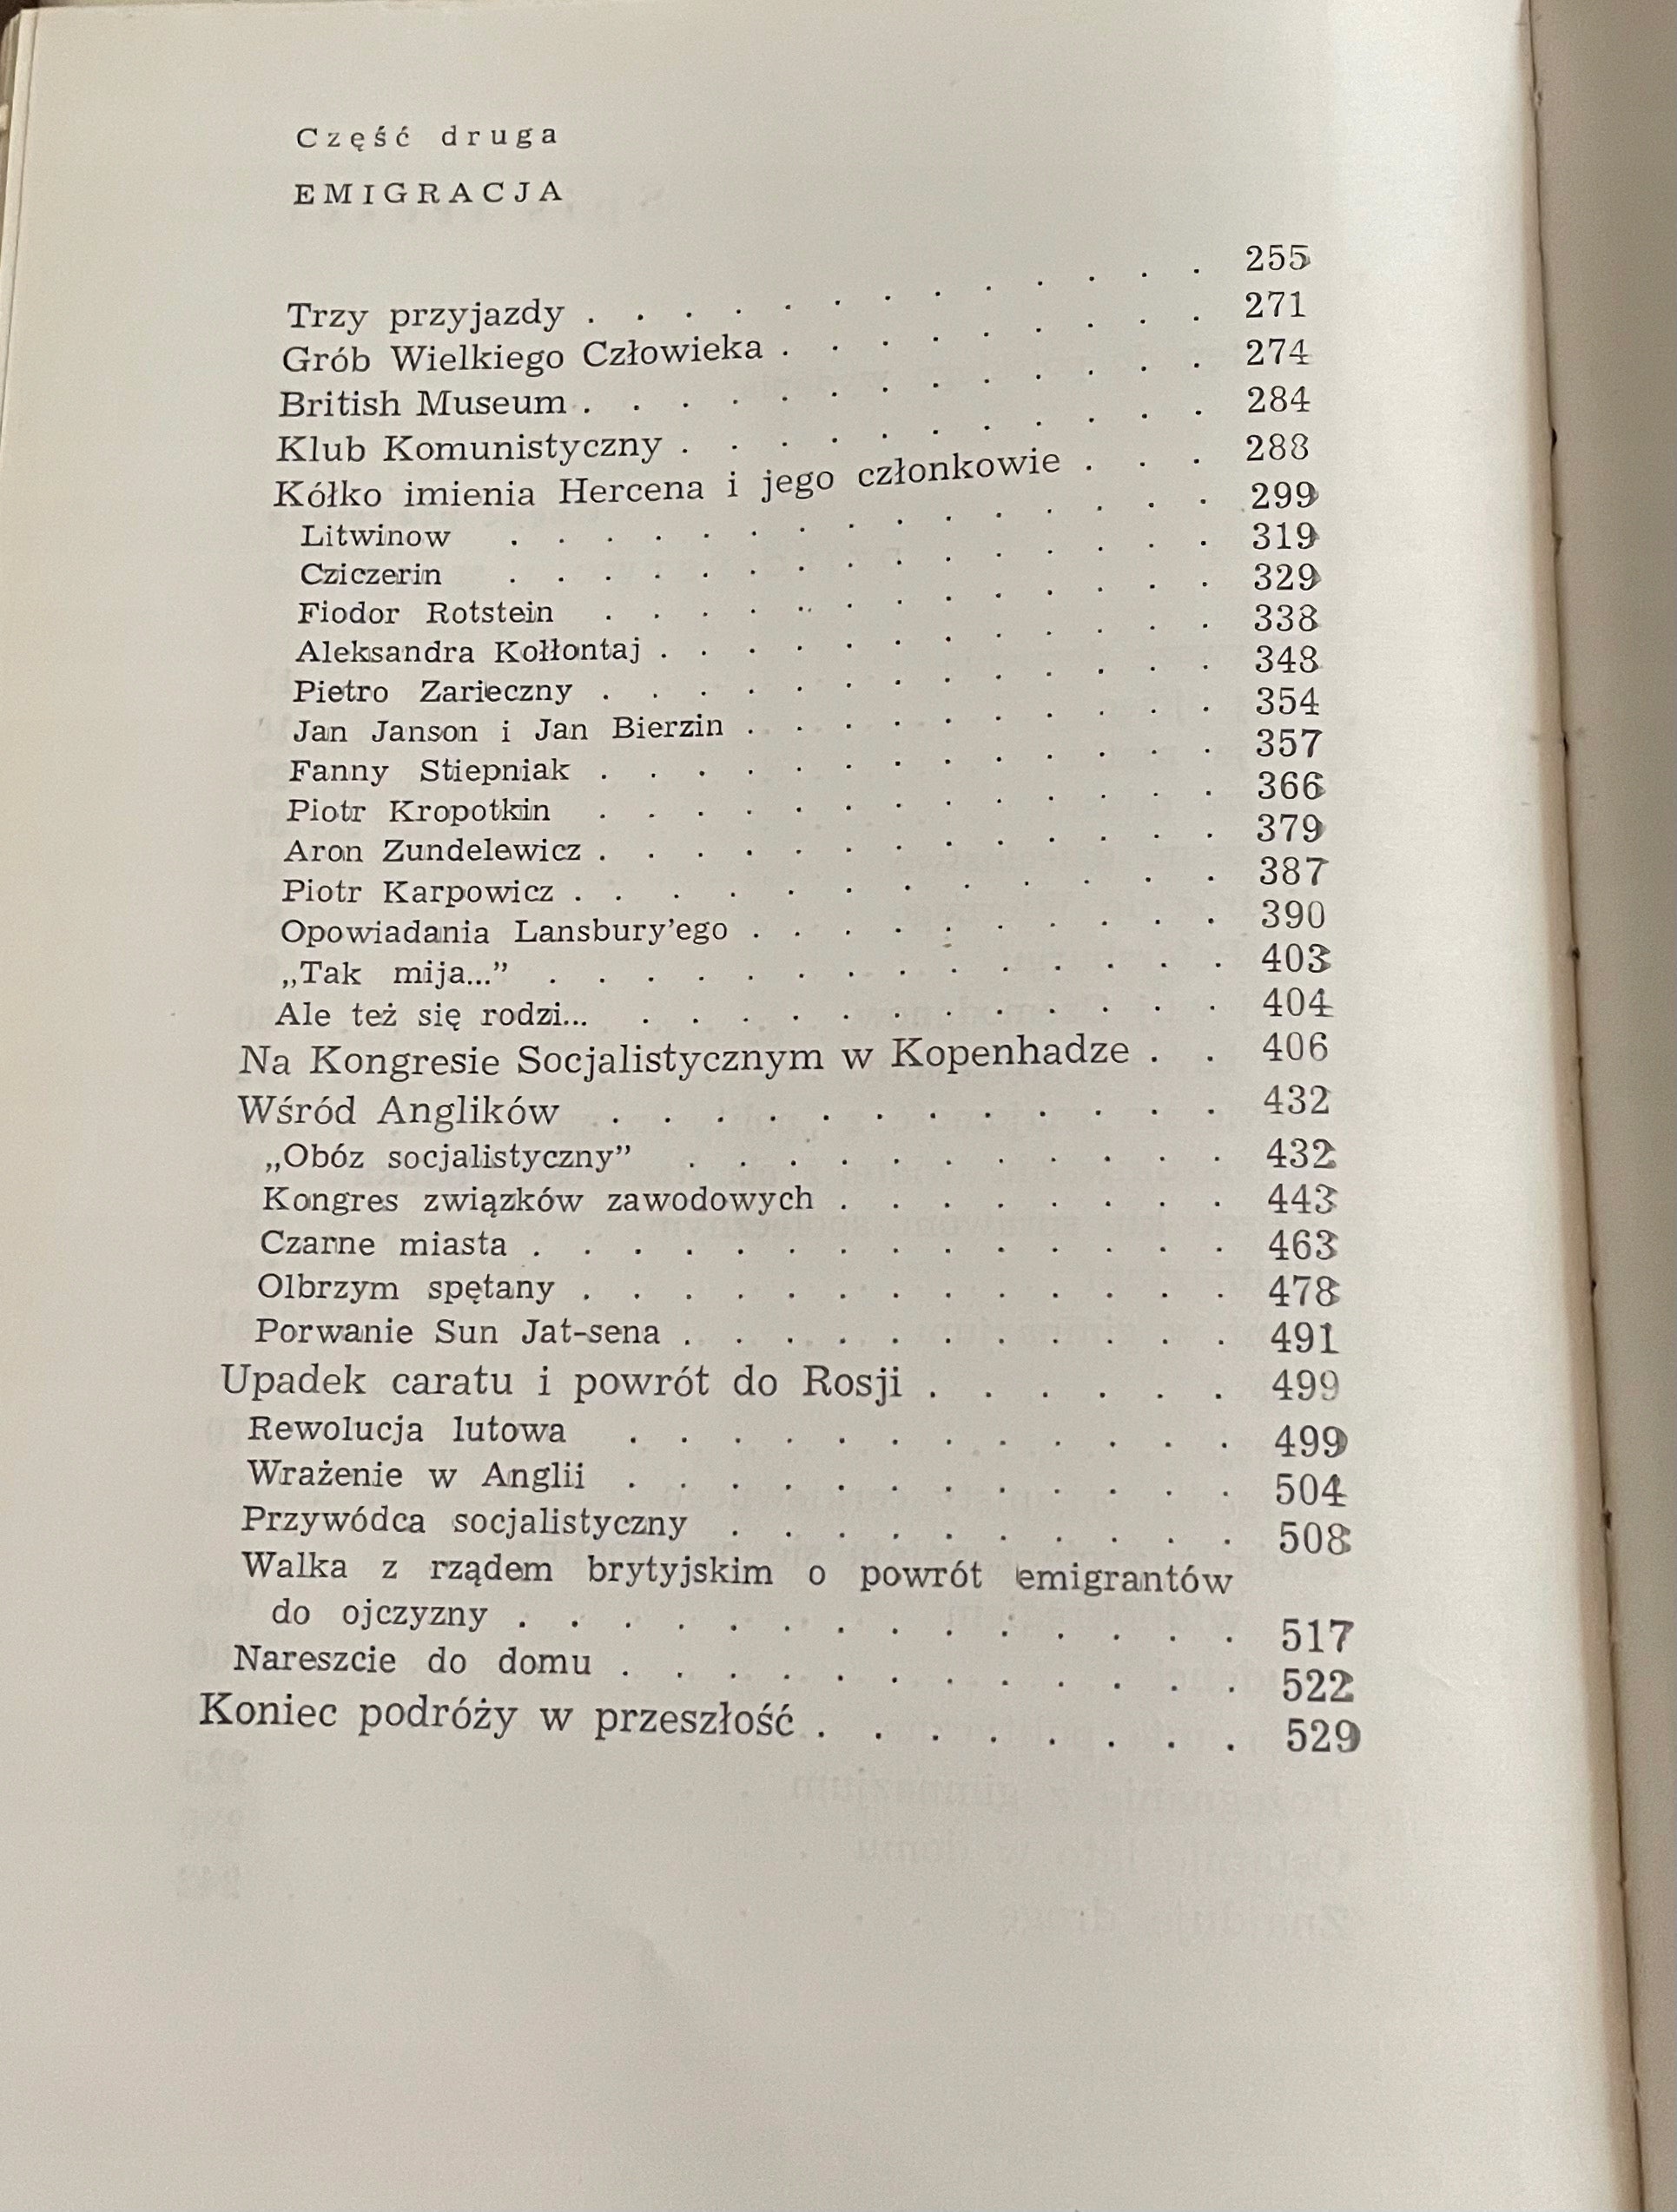 Część druga
EMIGRACJA
Trzy przyjazdy . . . . . . . . . . . . . 255
Grób Wielkiego Człowieka . . . . . . . . . 271
British Museum . . . . . . . . . . . . . 274
Klub Komunistyczny . . . . . . . . . . . 284
Kółko imienia Hercena i jego członkowie . . . 288
Litwinow . . . . . . . . . . . . . . . 299
Cziczerin . . . . . . . . . . . . . . . 319
Fiodor Rotstein . . . . . . . . . . . . . 329
Aleksandra Kołłontaj . . . . . . . . . . . . 338
Pietro Zarieczny . . . . . . . . . . . . . 348
Jan Janson i Jan Bierzin . . . . . . . . . . 354
Fanny Stiepniak . . . . . . . . . . . . . 357
Piotr Kropotkin . . . . . . . . . . . . . 366
Aron Zundelewicz . . . . . . . . . . . . . 379
Piotr Karpowicz . . . . . . . . . . . . 387
Opowiadania Lansbury’ego . . . . . . . . . . 390
„Tak mija...” . . . . . . . . . . . . . . 403
Ale też się rodzi... . . . . . . . . . . . . 404
Na Kongresie Socjalistycznym w Kopenhadze . . 406
Wśród Anglików . . . . . . . . . . . . 432
„Obóz socjalistyczny” . . . . . . . . . . . 432
Kongres związków zawodowych . . . . . . . . 443
Czarne miasta . . . . . . . . . . . . . . 463
Olbrzym spętany . . . . . . . . . . . . . 478
Porwanie Sun Jat-sena . . . . . . . . . . . 491
Upadek caratu i powrót do Rosji . . . . . . 499
Rewolucja lutowa . . . . . . . . . . . . 499
Wrażenie w Anglii . . . . . . . . . . . . 504
Przywódca socjalistyczny . . . . . . . . . . 508
Walka z rządem brytyjskim o powrót emigrantów
do ojczyzny . . . . . . . . . . . . . . 517
Nareszcie do domu . . . . . . . . . . . . 522
Koniec podróży w przeszłość . . . . . . . . 529